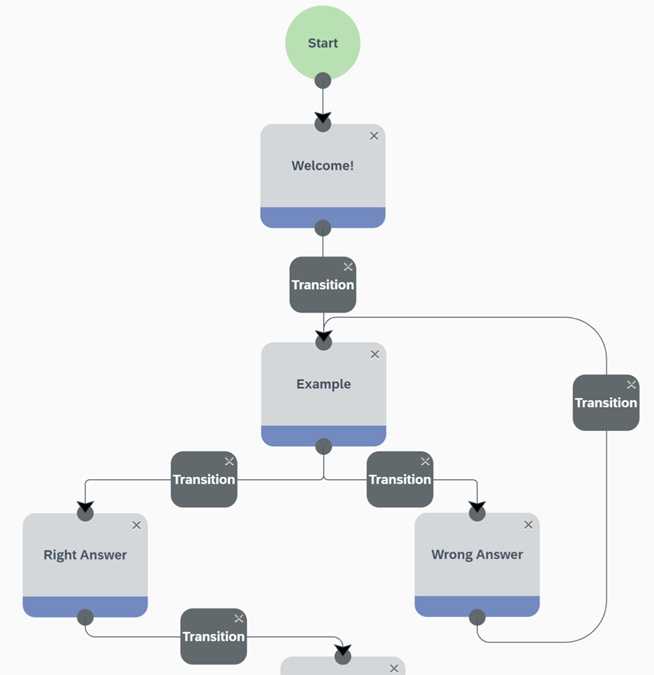 Start
Welcome!
Transition
Example
Transition
Transition
Transition
Right Answer
Wrong Answer
Transition